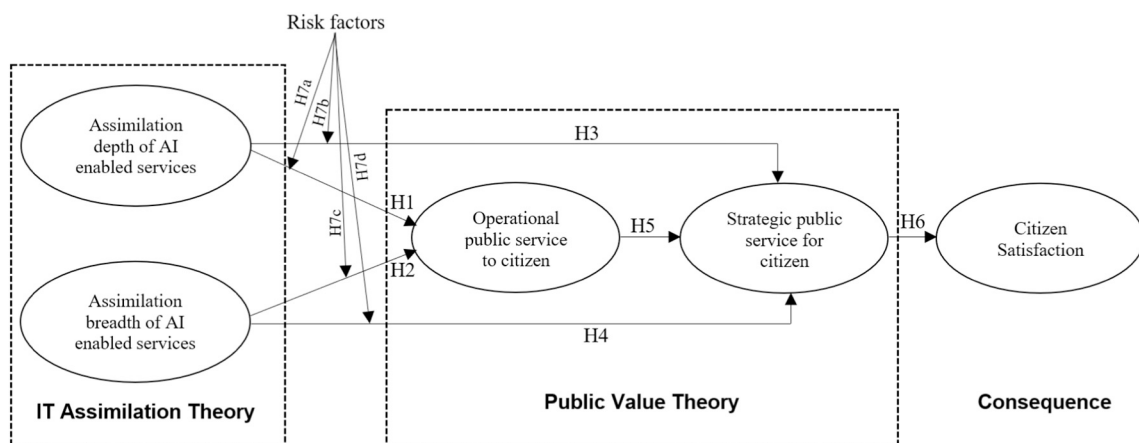 Risk factors
H7a
H7b
H7c
H7d
Assimilation
depth of AI
enabled services
H3
H1
H2
Operational
public service
to citizen
H5
Strategic public
service for
citizen
H6
Citizen
Satisfaction
Assimilation
breadth of AI
enabled services
H4
IT Assimilation Theory
Public Value Theory
Consequence